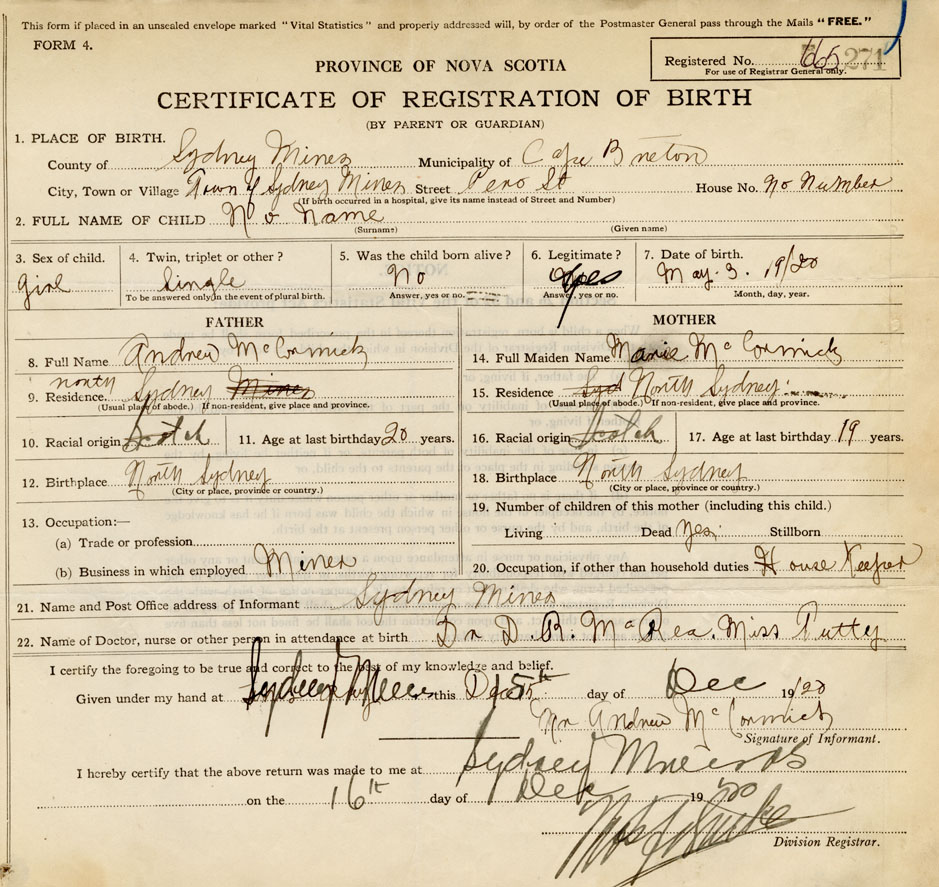 This form if placed in an unsealed envelope marked "Vital Statistics" and properly addressed will, by order of the Postmaster General pass through the Mails "FREE."
FORM 4.
Registered No. 271
For use of Registrar General only.
PROVINCE OF NOVA SCOTIA
CERTIFICATE OF REGISTRATION OF BIRTH
(BY PARENT OR GUARDIAN)
1. PLACE OF BIRTH.
County of Sydney Mines Municipality of Cape Breton
City, Town or Village Town of Sydney Mines Street Pero St House No. No Number
(If birth occurred in a hospital, give its name instead of Street and Number)
2. FULL NAME OF CHILD No Name
(Surname) (Given name)
3. Sex of child. 4. Twin, triplet or other? 5. Was the child born alive? 6. Legitimate? 7. Date of birth.
Girl Single No Yes May. 3. 19/20
To be answered only in the event of plural birth. Answer, yes or no. Answer, yes or no. Month, day, year.
FATHER MOTHER
8. Full Name Andrew McCormick 14. Full Maiden Name Marie McCormick
9. Residence. North Sydney Mines 15. Residence Syd North Sydney.
(Usual place of abode.) If non-resident, give place and province. (Usual place of abode.) If non-resident, give place and province.
10. Racial origin Scotch 11. Age at last birthday 20 years. 16. Racial origin Scotch 17. Age at last birthday 19 years.
12. Birthplace North Sydney 18. Birthplace North Sydney
(City or place, province or country.) (City or place, province or country.)
13. Occupation:— 19. Number of children of this mother (including this child.)
(a) Trade or profession Living Dead Yes. Stillborn
(b) Business in which employed Miner 20. Occupation, if other than household duties House Keeper
21. Name and Post Office address of Informant Sydney Mines
22. Name of Doctor, nurse or other person in attendance at birth Dr D. R. McRea. Miss Putty
I certify the foregoing to be true and correct to the best of my knowledge and belief.
Given under my hand at Sydney Mines this 15th day of Dec 19/20
Mr Andrew McCormick
Signature of Informant.
I hereby certify that the above return was made to me at Sydney Mines
on the 16th day of Dec 1920
Division Registrar.